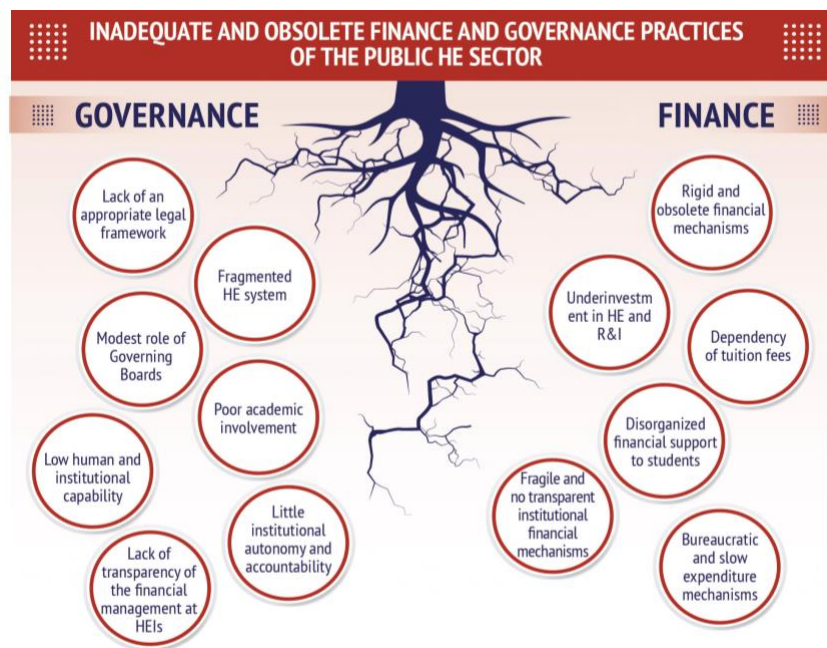 INADEQUATE AND OBSOLETE FINANCE AND GOVERNANCE PRACTICES
OF THE PUBLIC HE SECTOR
GOVERNANCE
Lack of an
appropriate legal
framework
Fragmented
HE system
Modest role of
Governing
Boards
Poor academic
involvement
Low human and
institutional
capability
Little
institutional
autonomy and
accountability
Lack of
transparency of
the financial
management at
HEIs
FINANCE
Rigid and
obsolete financial
mechanisms
Underinvestm
ent in HE and
R&I
Dependency
of tuition fees
Disorganized
financial support
to students
Fragile and
no transparent
institutional
financial
mechanisms
Bureaucratic
and slow
expenditure
mechanisms